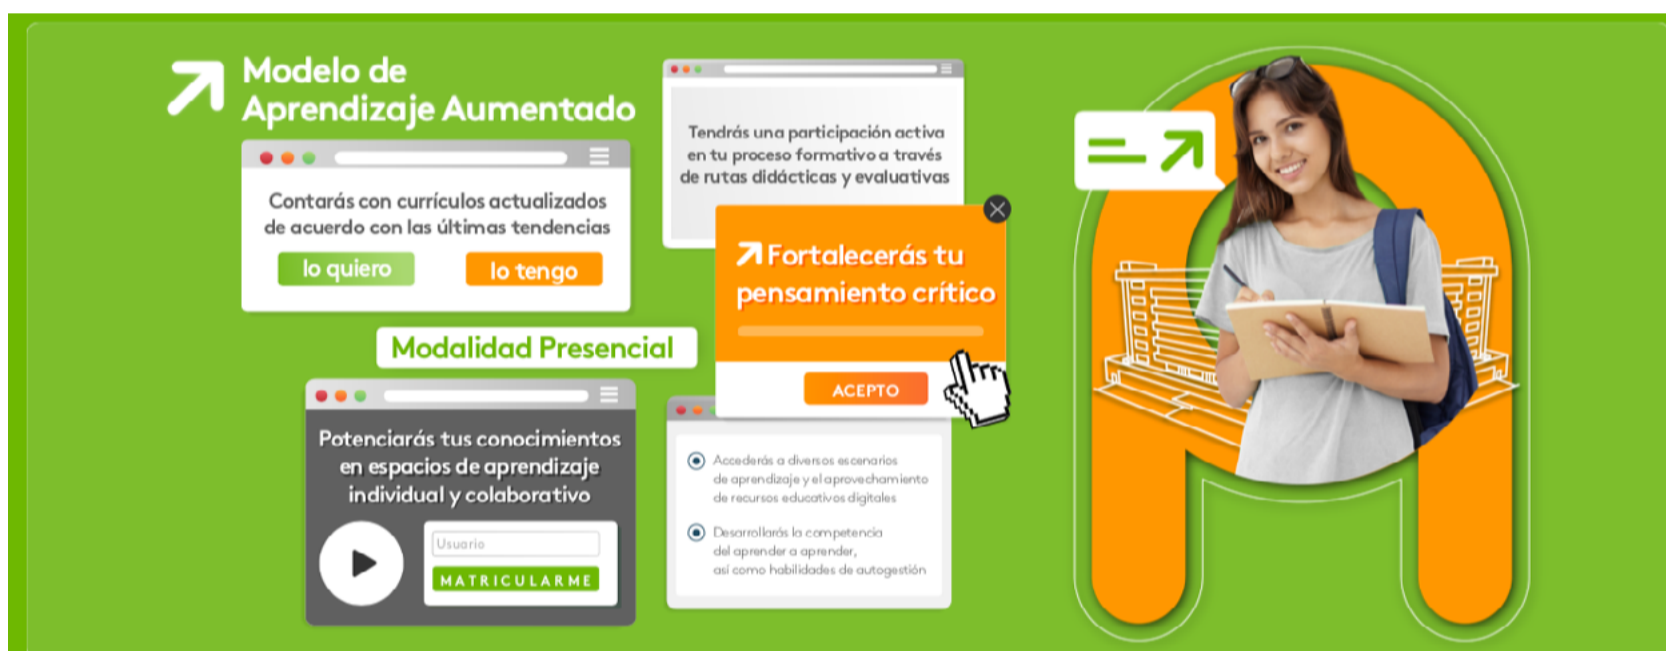 Modelo de
Aprendizaje Aumentado
Contarás con currículos actualizados
de acuerdo con las últimas tendencias
lo quiero
lo tengo
Tendrás una participación activa
en tu proceso formativo a través
de rutas didácticas y evaluativas
Fortalecerás tu
pensamiento crítico
ACEPTO
Modalidad Presencial
Potenciarás tus conocimientos
en espacios de aprendizaje
individual y colaborativo
Usuario
MATRICULARME
Accederás a diversos escenarios
de aprendizaje y el aprovechamiento
de recursos educativos digitales
Desarrollarás la competencia
del aprender a aprender,
así como habilidades de autogestión